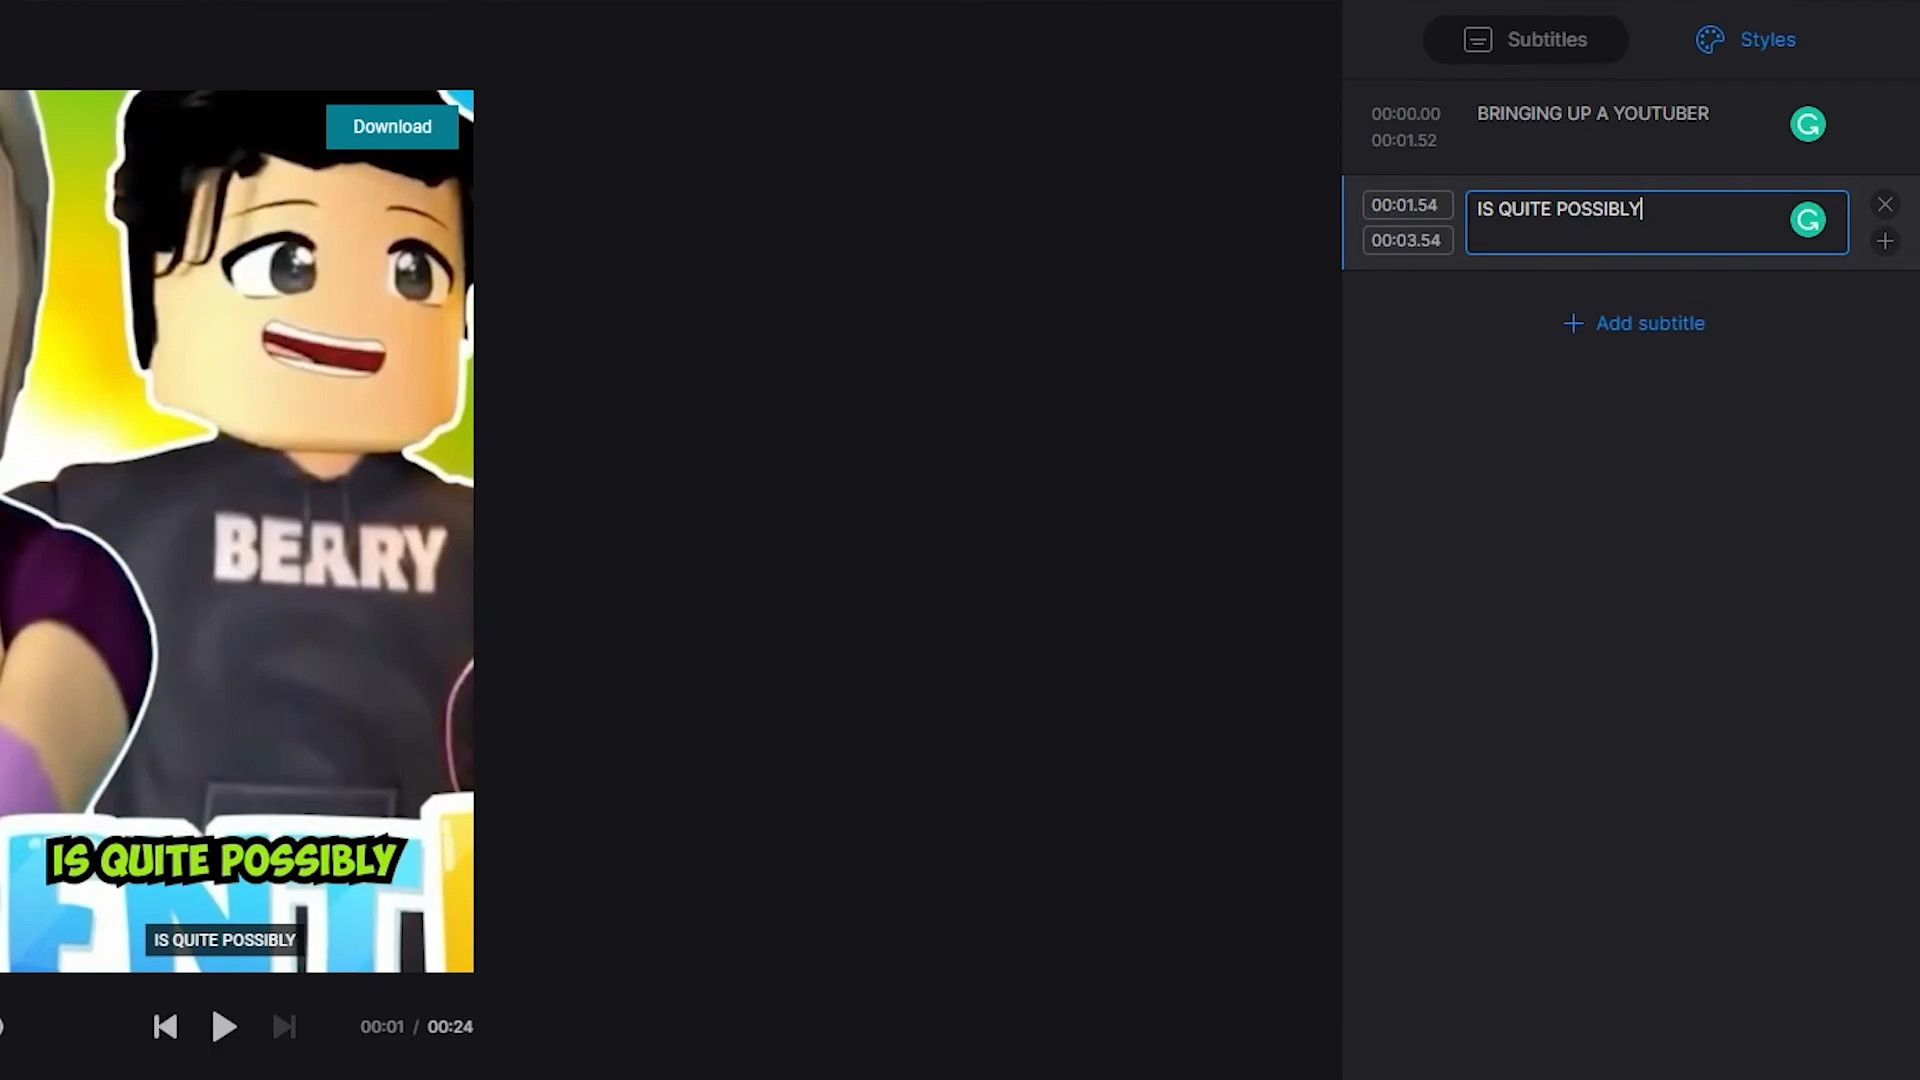 Subtitles
Styles
Download
00:00.00
BRINGING UP A YOUTUBER
00:01.52
00:01.54
IS QUITE POSSIBLY
00:03.54
Add subtitle
BEARY
IS QUITE POSSIBLY
ENT
IS QUITE POSSIBLY
00:01 / 00:24